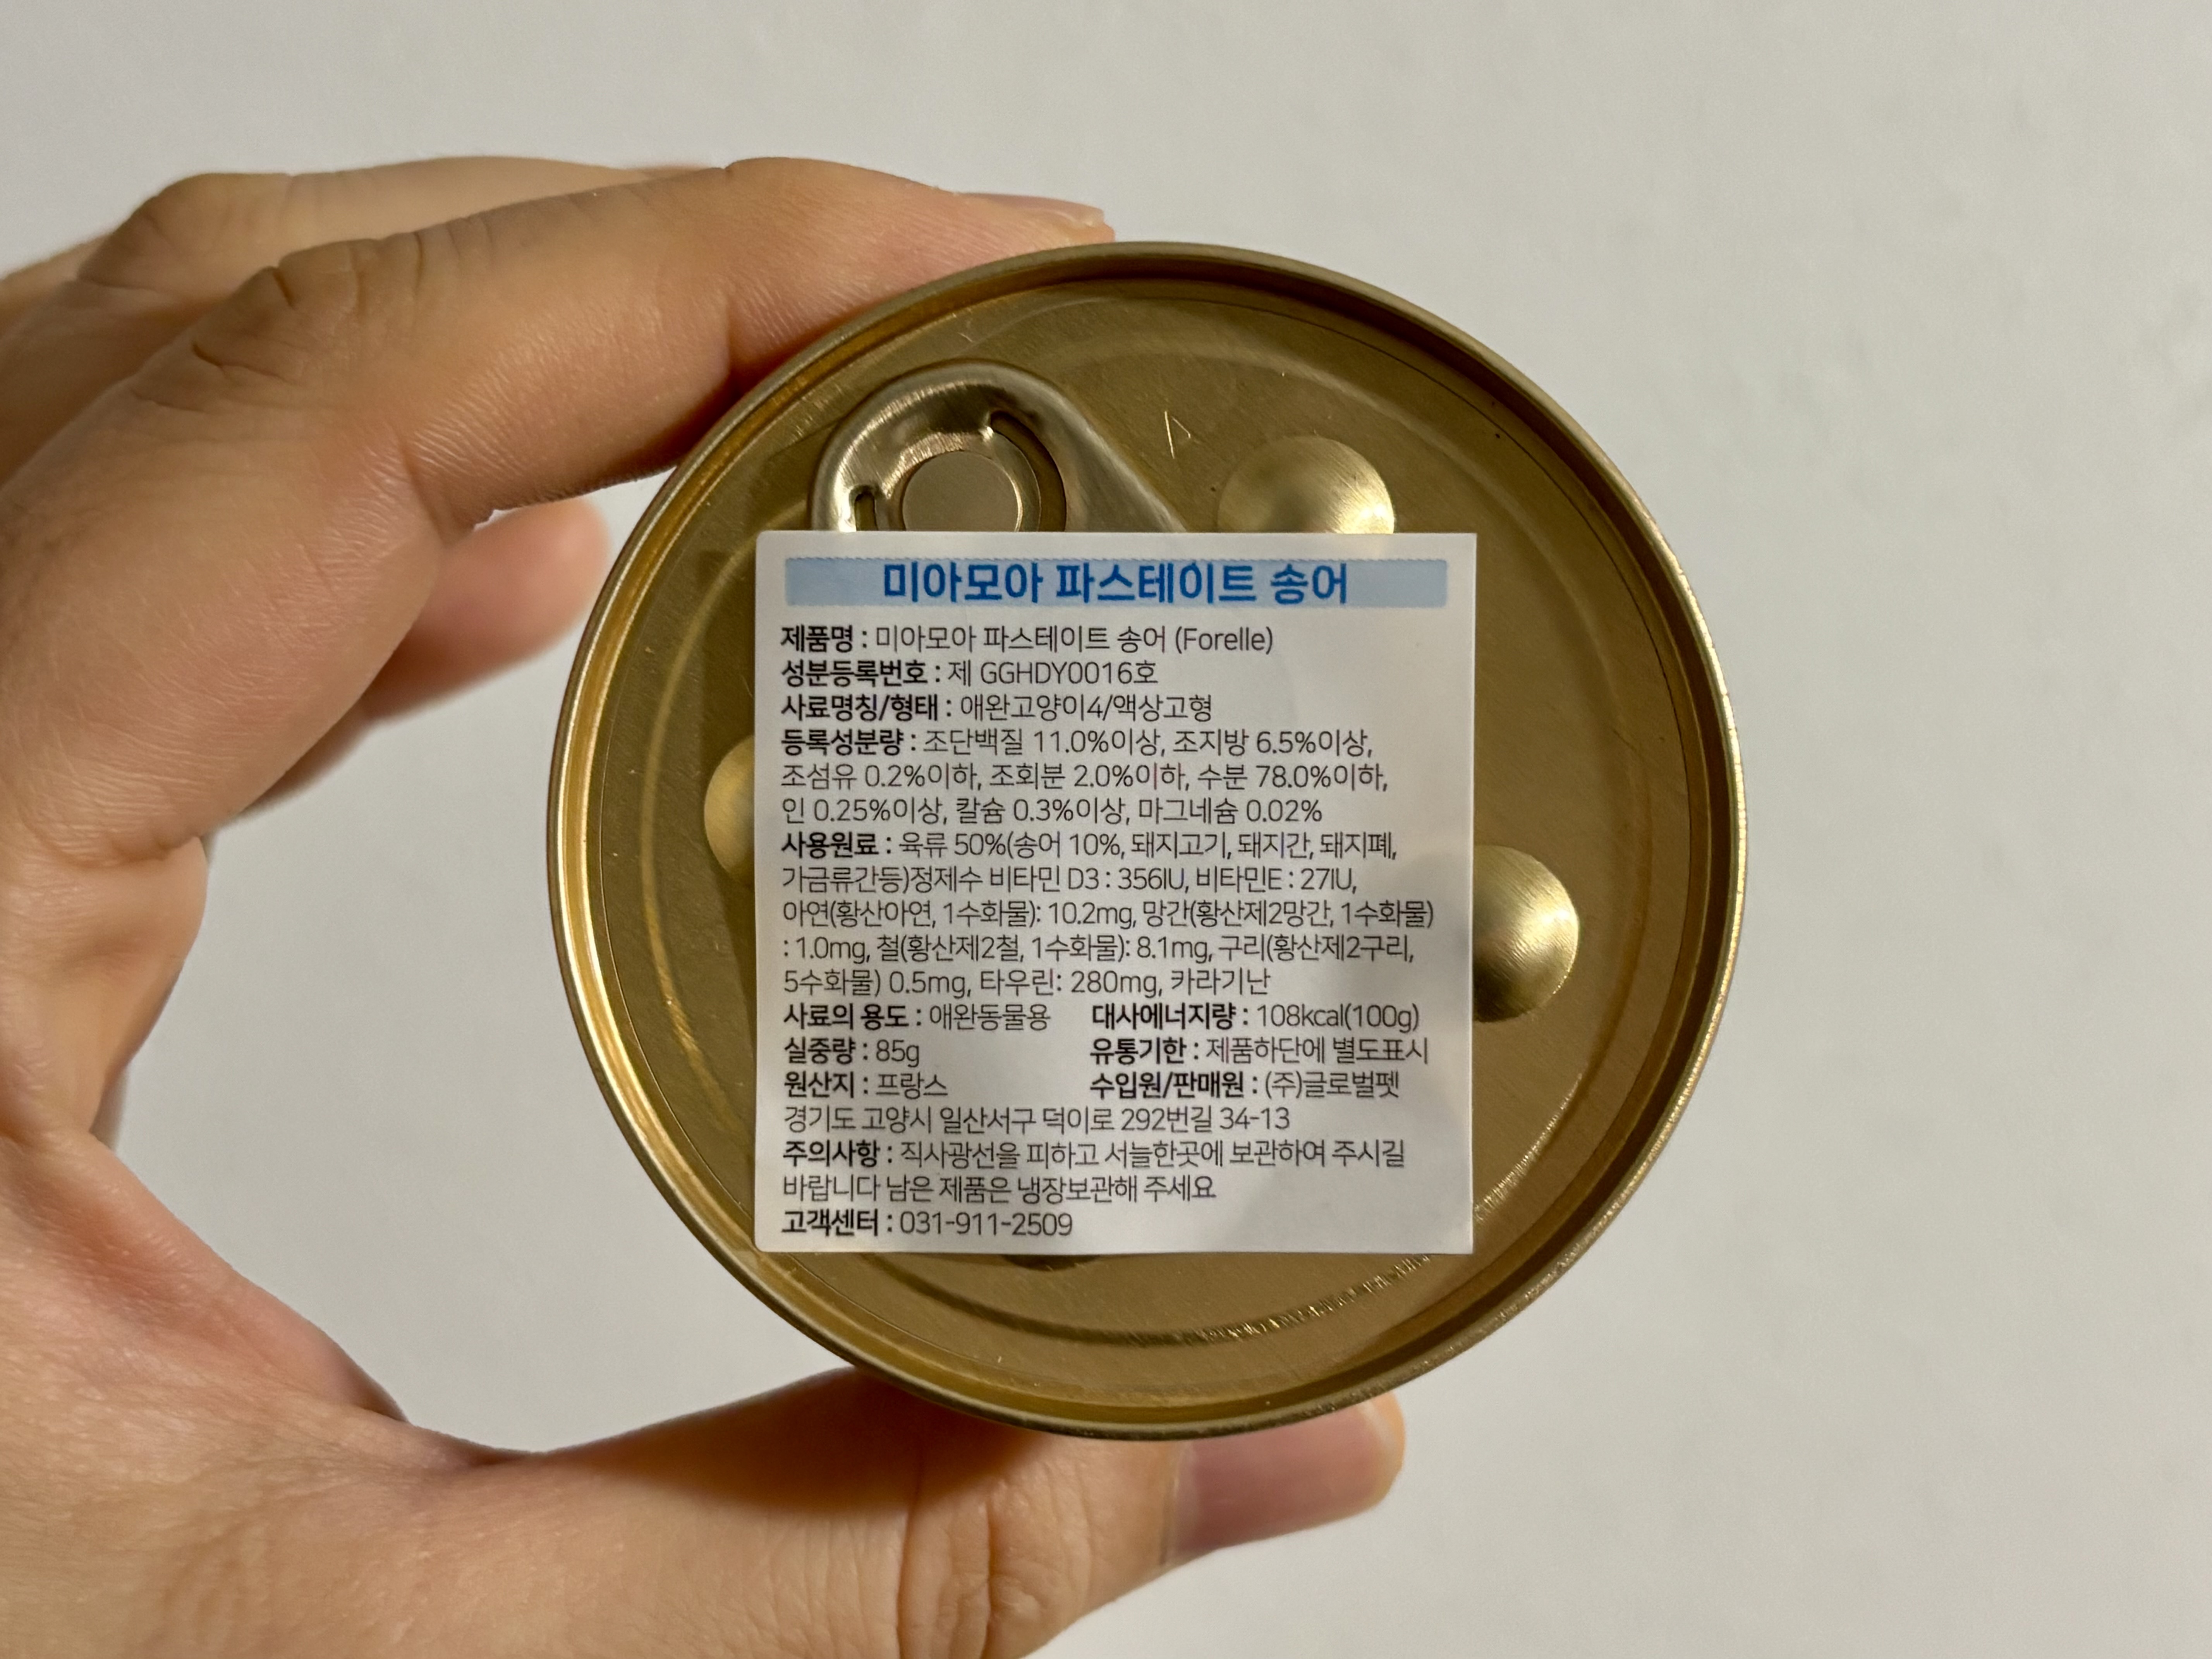 미아모아 파스테이트 송어
제품명 : 미아모아 파스테이트 송어 (Forelle)
성분등록번호 : 제 GGHDY0016호
사료명칭/형태 : 애완고양이4/액상고형
등록성분량 : 조단백질 11.0%이상, 조지방 6.5%이상,
조섬유 0.2%이하, 조회분 2.0%이하, 수분 78.0%이하,
인 0.25%이상, 칼슘 0.3%이상, 마그네슘 0.02%
사용원료 : 육류 50%(송어 10%, 돼지고기, 돼지간, 돼지폐,
가금류간등)정제수 비타민 D3 : 356IU, 비타민E : 27IU,
아연(황산아연, 1수화물): 10.2mg, 망간(황산제2망간, 1수화물)
: 1.0mg, 철(황산제2철, 1수화물): 8.1mg, 구리(황산제2구리,
5수화물) 0.5mg, 타우린: 280mg, 카라기난
사료의 용도 : 애완동물용 대사에너지량 : 108kcal(100g)
실중량 : 85g 유통기한 : 제품하단에 별도표시
원산지 : 프랑스 수입원/판매원 : (주)글로벌펫
경기도 고양시 일산서구 덕이로 292번길 34-13
주의사항 : 직사광선을 피하고 서늘한곳에 보관하여 주시길
바랍니다 남은 제품은 냉장보관해 주세요
고객센터 : 031-911-2509